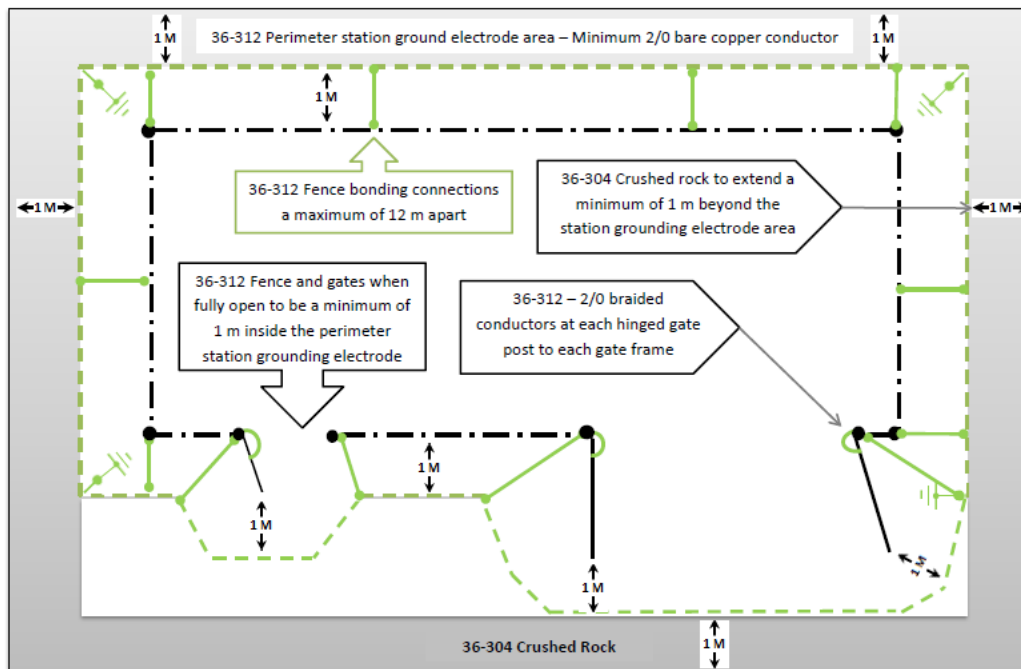 1 M
36-312 Perimeter station ground electrode area – Minimum 2/0 bare copper conductor
1 M
1 M
36-312 Fence bonding connections
a maximum of 12 m apart
36-304 Crushed rock to extend a
minimum of 1 m beyond the
station grounding electrode area
1 M
1 M
36-312 Fence and gates when
fully open to be a minimum of
1 m inside the perimeter
station grounding electrode
36-312 – 2/0 braided
conductors at each hinged gate
post to each gate frame
1 M
1 M
1 M
1 M
36-304 Crushed Rock
1 M